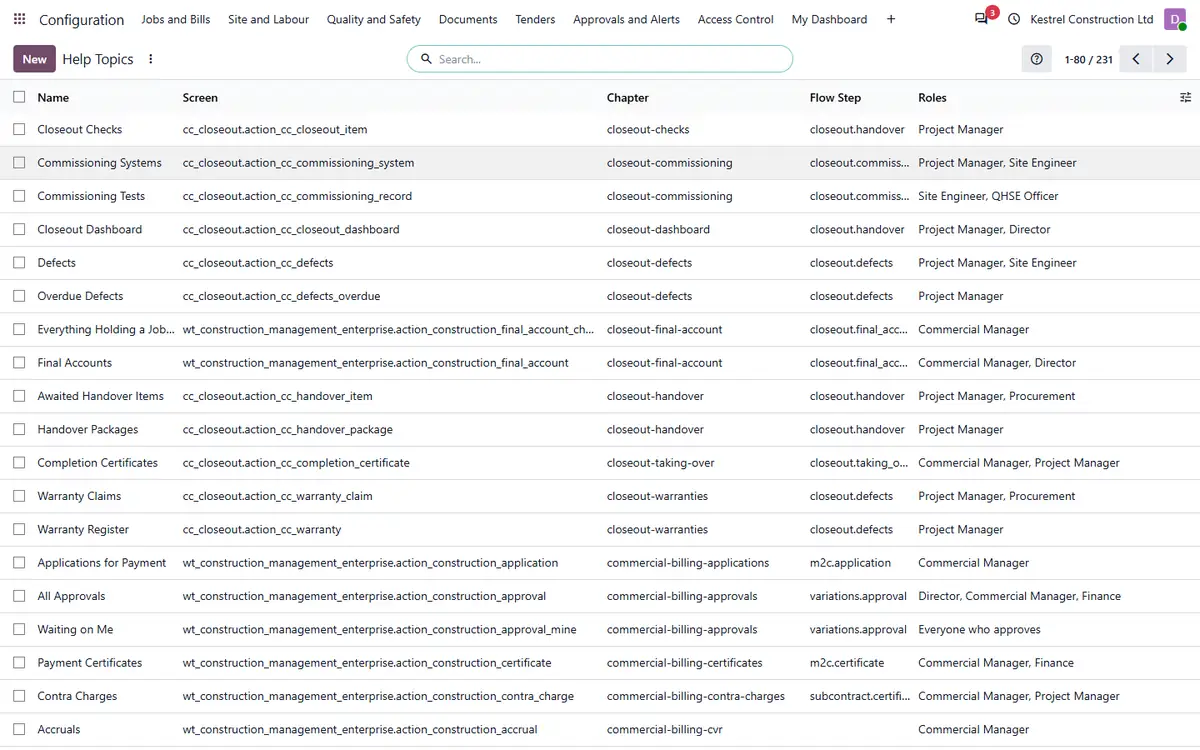 Configuration Jobs and Bills Site and Labour Quality and Safety Documents Tenders Approvals and Alerts Access Control My Dashboard + 3 Kestrel Construction Ltd D
New Help Topics Search... 1-80 / 231
Name Screen Chapter Flow Step Roles
Closeout Checks cc_closeout.action_cc_closeout_item closeout-checks closeout.handover Project Manager
Commissioning Systems cc_closeout.action_cc_commissioning_system closeout-commissioning closeout.commiss... Project Manager, Site Engineer
Commissioning Tests cc_closeout.action_cc_commissioning_record closeout-commissioning closeout.commiss... Site Engineer, QHSE Officer
Closeout Dashboard cc_closeout.action_cc_closeout_dashboard closeout-dashboard closeout.handover Project Manager, Director
Defects cc_closeout.action_cc_defects closeout-defects closeout.defects Project Manager, Site Engineer
Overdue Defects cc_closeout.action_cc_defects_overdue closeout-defects closeout.defects Project Manager
Everything Holding a Job... wt_construction_management_enterprise.action_construction_final_account_ch... closeout-final-account closeout.final_acc... Commercial Manager
Final Accounts wt_construction_management_enterprise.action_construction_final_account closeout-final-account closeout.final_acc... Commercial Manager, Director
Awaited Handover Items cc_closeout.action_cc_handover_item closeout-handover closeout.handover Project Manager, Procurement
Handover Packages cc_closeout.action_cc_handover_package closeout-handover closeout.handover Project Manager
Completion Certificates cc_closeout.action_cc_completion_certificate closeout-taking-over closeout.taking_o... Commercial Manager, Project Manager
Warranty Claims cc_closeout.action_cc_warranty_claim closeout-warranties closeout.defects Project Manager, Procurement
Warranty Register cc_closeout.action_cc_warranty closeout-warranties closeout.defects Project Manager
Applications for Payment wt_construction_management_enterprise.action_construction_application commercial-billing-applications m2c.application Commercial Manager
All Approvals wt_construction_management_enterprise.action_construction_approval commercial-billing-approvals variations.approval Director, Commercial Manager, Finance
Waiting on Me wt_construction_management_enterprise.action_construction_approval_mine commercial-billing-approvals variations.approval Everyone who approves
Payment Certificates wt_construction_management_enterprise.action_construction_certificate commercial-billing-certificates m2c.certificate Commercial Manager, Finance
Contra Charges wt_construction_management_enterprise.action_construction_contra_charge commercial-billing-contra-charges subcontract.certifi... Commercial Manager, Project Manager
Accruals wt_construction_management_enterprise.action_construction_accrual commercial-billing-cvr Commercial Manager